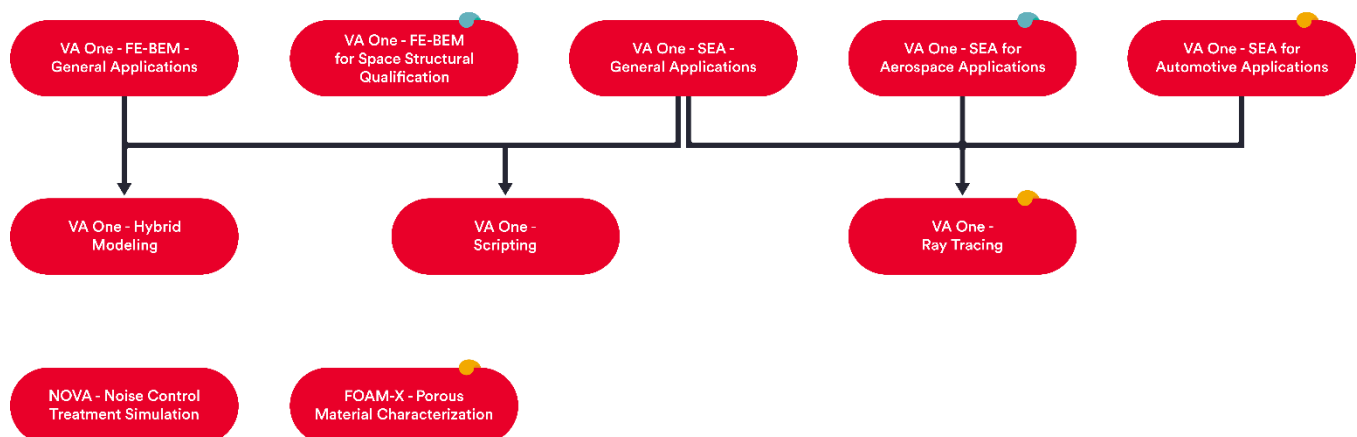 VA One - FE-BEM -
General Applications
VA One - FE-BEM
for Space Structural
Qualification
VA One - SEA -
General Applications
VA One - SEA for
Aerospace Applications
VA One - SEA for
Automotive Applications
VA One - Hybrid
Modeling
VA One -
Scripting
VA One -
Ray Tracing
NOVA - Noise Control
Treatment Simulation
FOAM-X - Porous
Material Characterization